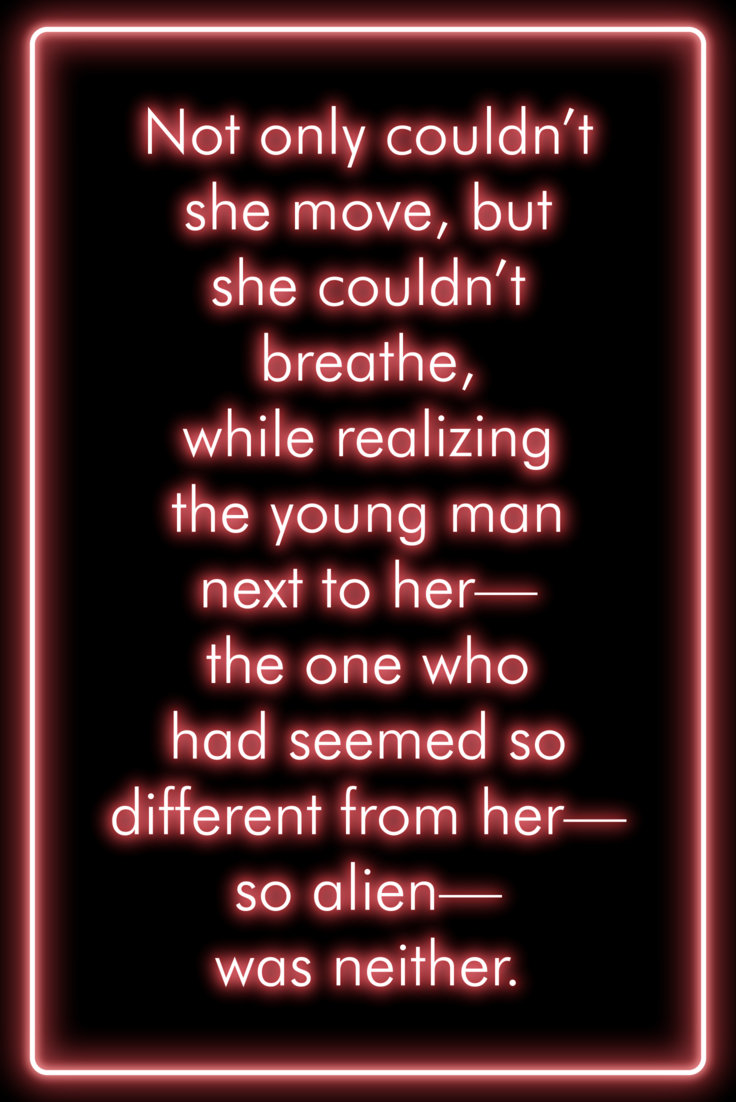 Not only couldn’t
she move, but
she couldn’t
breathe,
while realizing
the young man
next to her—
the one who
had seemed so
different from her—
so alien—
was neither.